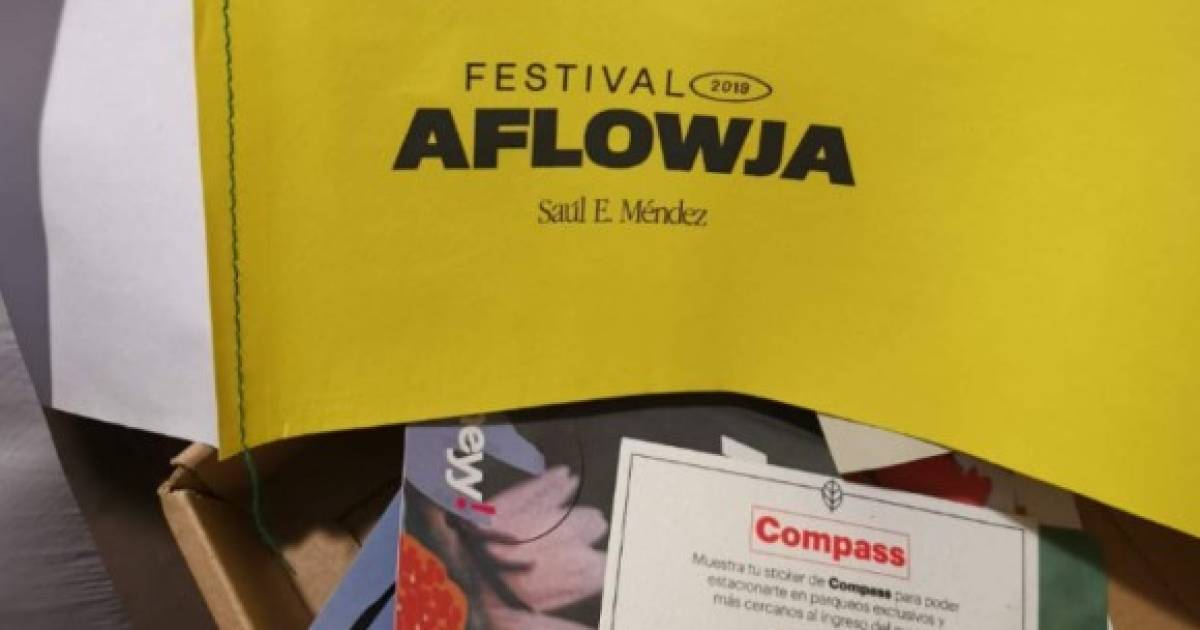 FESTIVAL 2019
AFLOWJA
Saúl E. Méndez
eyy!
Compass
Muestra tu sticker de Compass para poder
estacionarte en parqueos exclusivos y
más cercanos al ingreso del